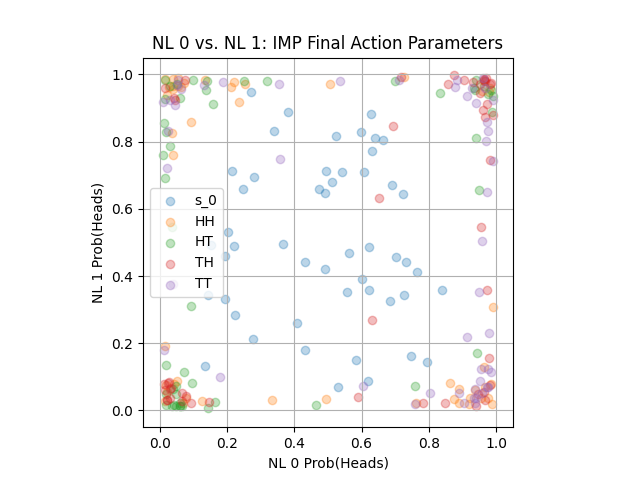 NL 0 vs. NL 1: IMP Final Action Parameters
1.0
0.8
0.6
0.4
0.2
0.0
NL 1 Prob(Heads)
s_0
HH
HT
TH
TT
0.0 0.2 0.4 0.6 0.8 1.0
NL 0 Prob(Heads)